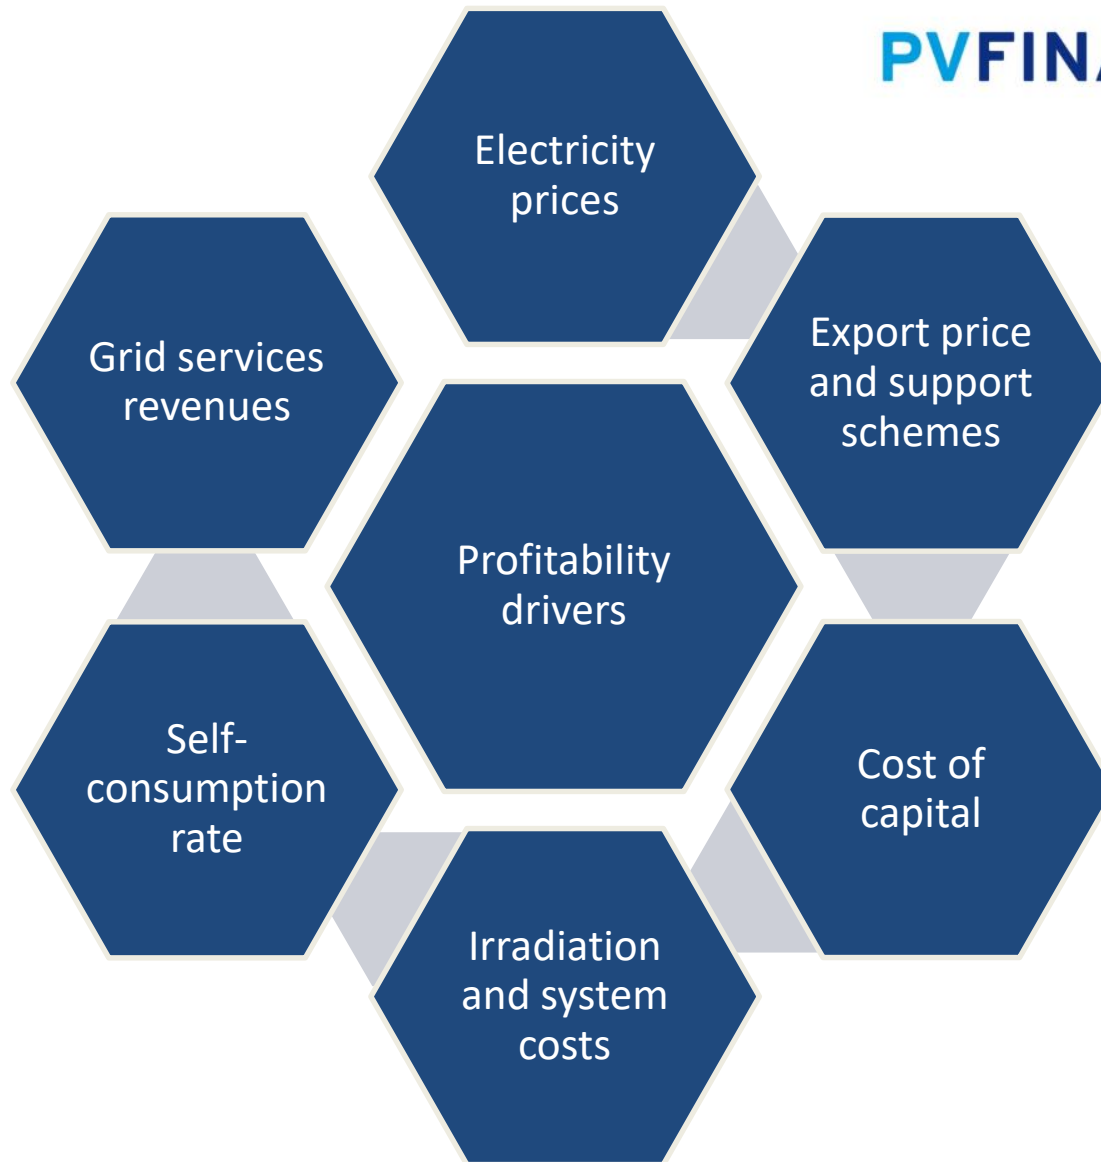 PVFINA
Electricity
prices
Grid services
revenues
Export price
and support
schemes
Profitability
drivers
Self-
consumption
rate
Cost of
capital
Irradiation
and system
costs